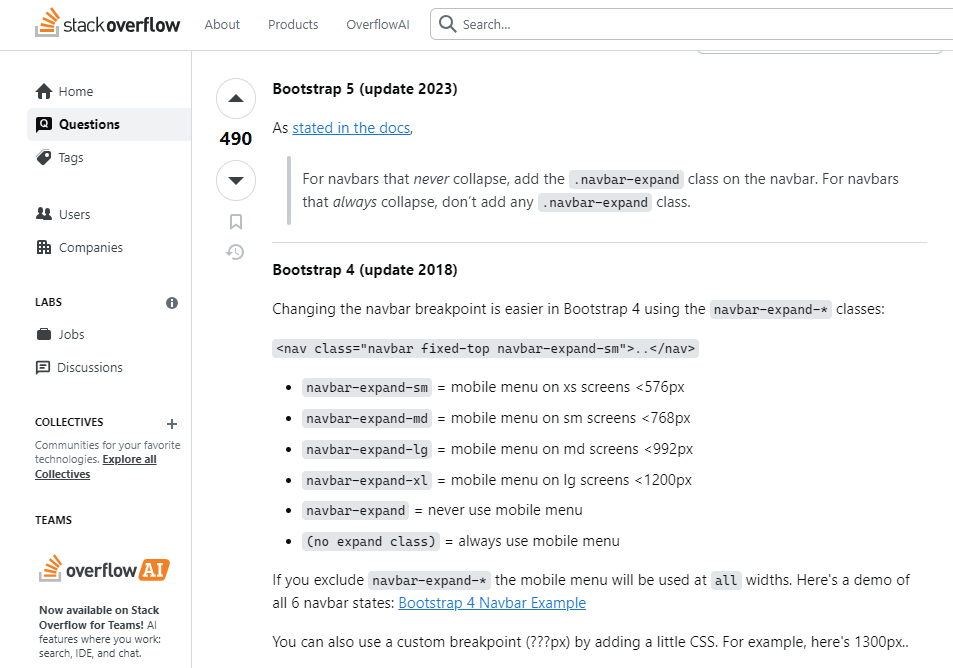 stackoverflow
About
Products
OverflowAI
Search...
Home
Questions
Tags
Users
Companies
LABS
Jobs
Discussions
COLLECTIVES
Communities for your favorite
technologies. Explore all
Collectives
TEAMS
overflowAI
Now available on Stack
Overflow for Teams! AI
features where you work:
search, IDE, and chat.
490
Bootstrap 5 (update 2023)
As stated in the docs,
For navbars that never collapse, add the .navbar-expand class on the navbar. For navbars
that always collapse, don’t add any .navbar-expand class.
Bootstrap 4 (update 2018)
Changing the navbar breakpoint is easier in Bootstrap 4 using the navbar-expand-* classes:
<nav class="navbar fixed-top navbar-expand-sm">..</nav>
navbar-expand-sm = mobile menu on xs screens <576px
navbar-expand-md = mobile menu on sm screens <768px
navbar-expand-lg = mobile menu on md screens <992px
navbar-expand-xl = mobile menu on lg screens <1200px
navbar-expand = never use mobile menu
(no expand class) = always use mobile menu
If you exclude navbar-expand-* the mobile menu will be used at all widths. Here's a demo of
all 6 navbar states: Bootstrap 4 Navbar Example
You can also use a custom breakpoint (???px) by adding a little CSS. For example, here's 1300px..